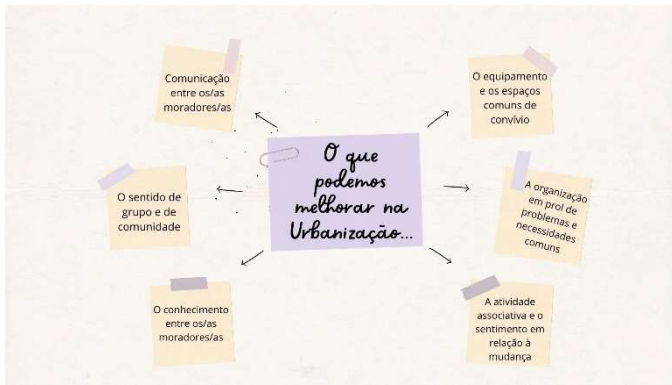 Comunicação
entre os/as
moradores/as
O equipamento
e os espaços
comuns de
convívio
O que
podemos
melhorar na
Urbanização...
O sentido de
grupo e de
comunidade
A organização
em prol de
problemas e
necessidades
comuns
O conhecimento
entre os/as
moradores/as
A atividade
associativa e o
sentimento em
relação à
mudança